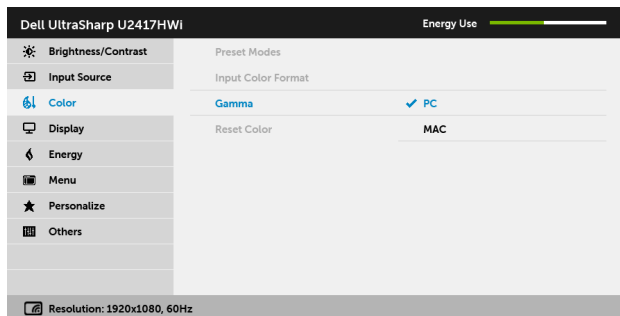 Dell UltraSharp U2417HWi
Energy Use
Brightness/Contrast
Preset Modes
Input Source
Input Color Format
Color
Gamma
PC
Display
Reset Color
MAC
Energy
Menu
Personalize
Others
Resolution: 1920x1080, 60Hz